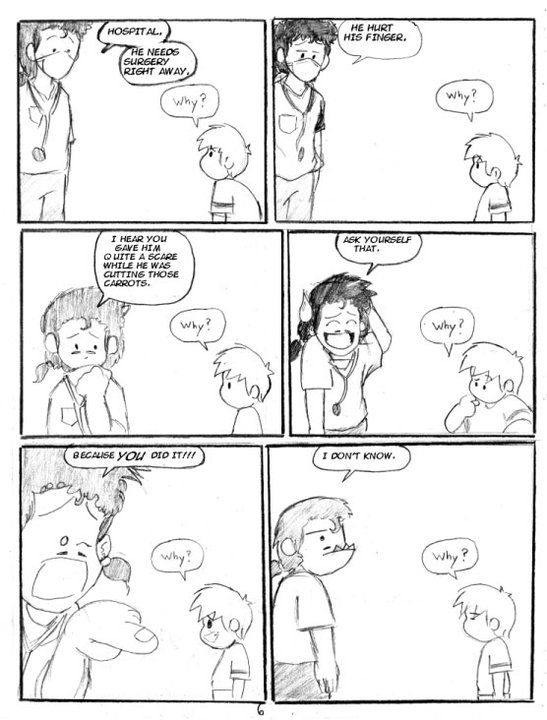 HOSPITAL.
HE NEEDS
SURGERY
RIGHT AWAY.
Why?
HE HURT
HIS FINGER.
Why?
I HEAR YOU
GAVE HIM
QUITE A SCARE
WHILE HE WAS
CUTTING THOSE
CARROTS.
Why?
ASK YOURSELF
THAT.
Why?
BECAUSE YOU DID IT!!!
Why?
I DON'T KNOW.
Why?
6